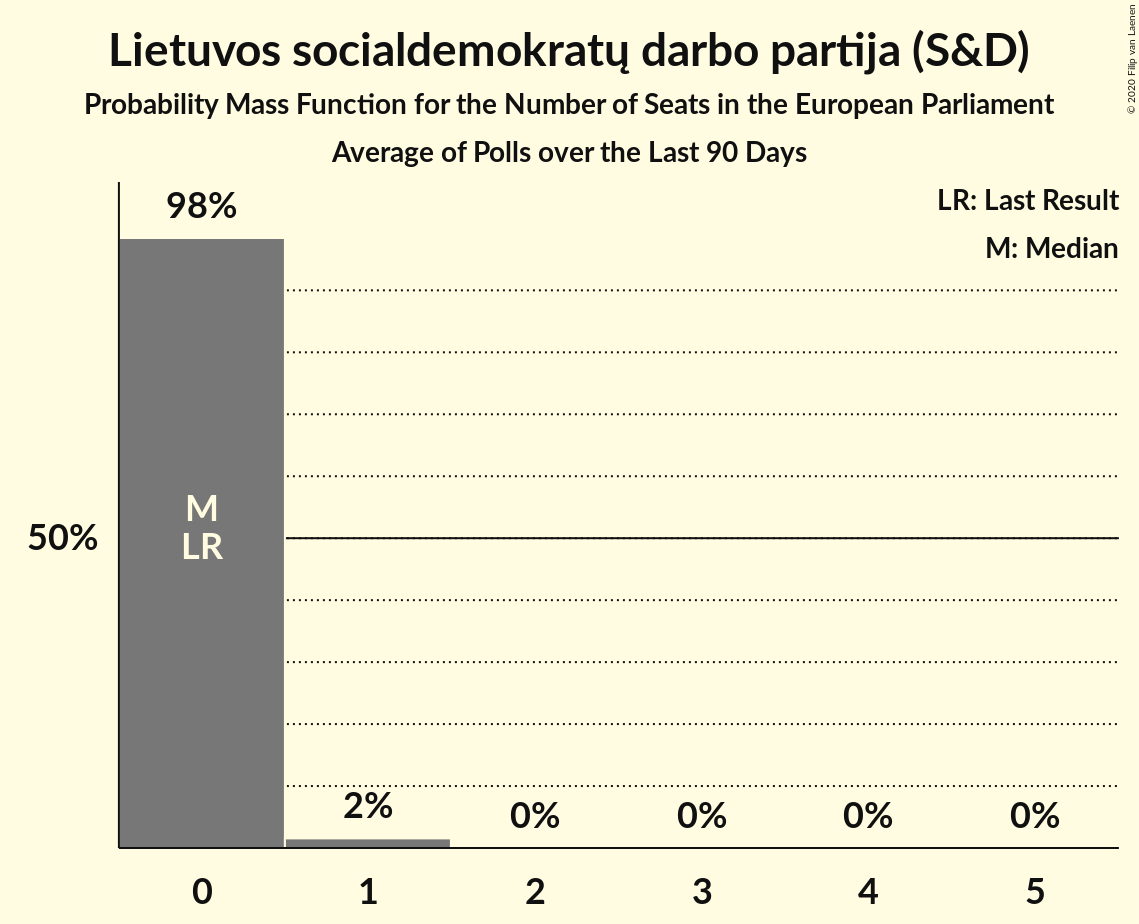 Lietuvos socialdemokratų darbo partija (S&D)
Probability Mass Function for the Number of Seats in the European Parliament
Average of Polls over the Last 90 Days
© 2020 Filip van Laenen
LR: Last Result
M: Median
98%
M
LR
50%
2%
0%
0%
0%
0%
0
1
2
3
4
5